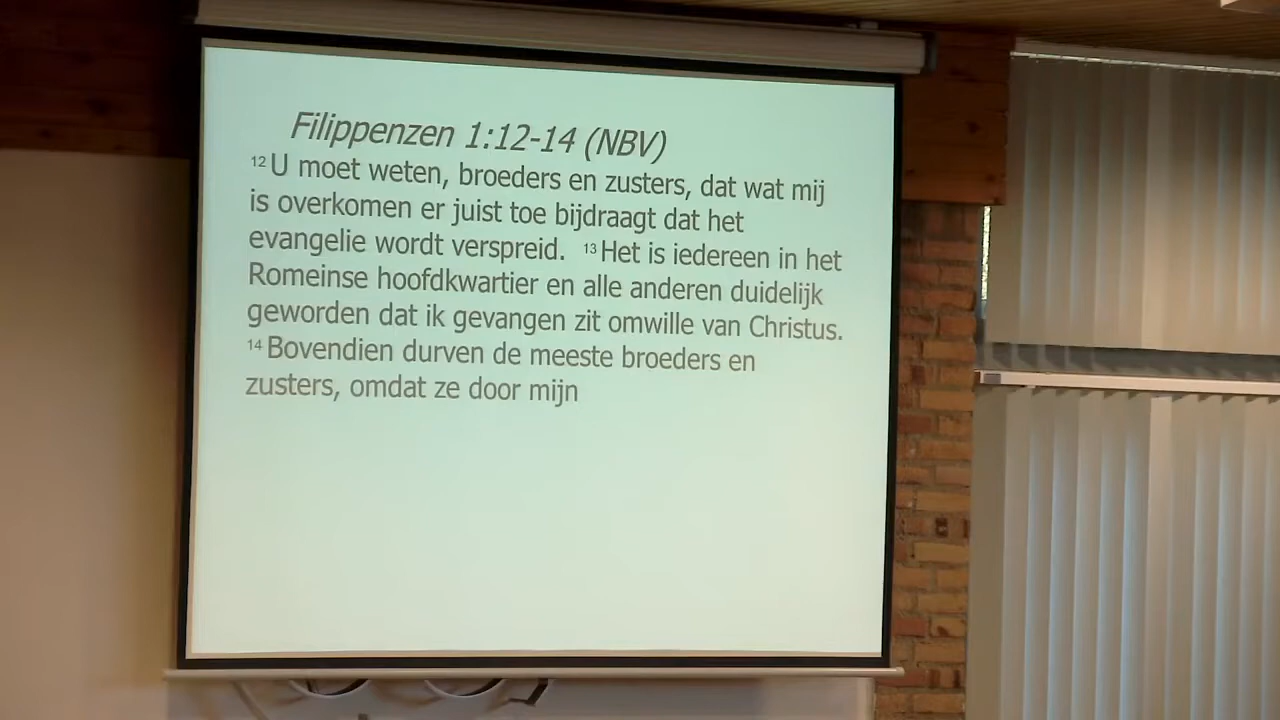 Filippenzen 1:12-14 (NBV)
12 U moet weten, broeders en zusters, dat wat mij
is overkomen er juist toe bijdraagt dat het
evangelie wordt verspreid. 13 Het is iedereen in het
Romeinse hoofdkwartier en alle anderen duidelijk
geworden dat ik gevangen zit omwille van Christus.
14 Bovendien durven de meeste broeders en
zusters, omdat ze door mijn